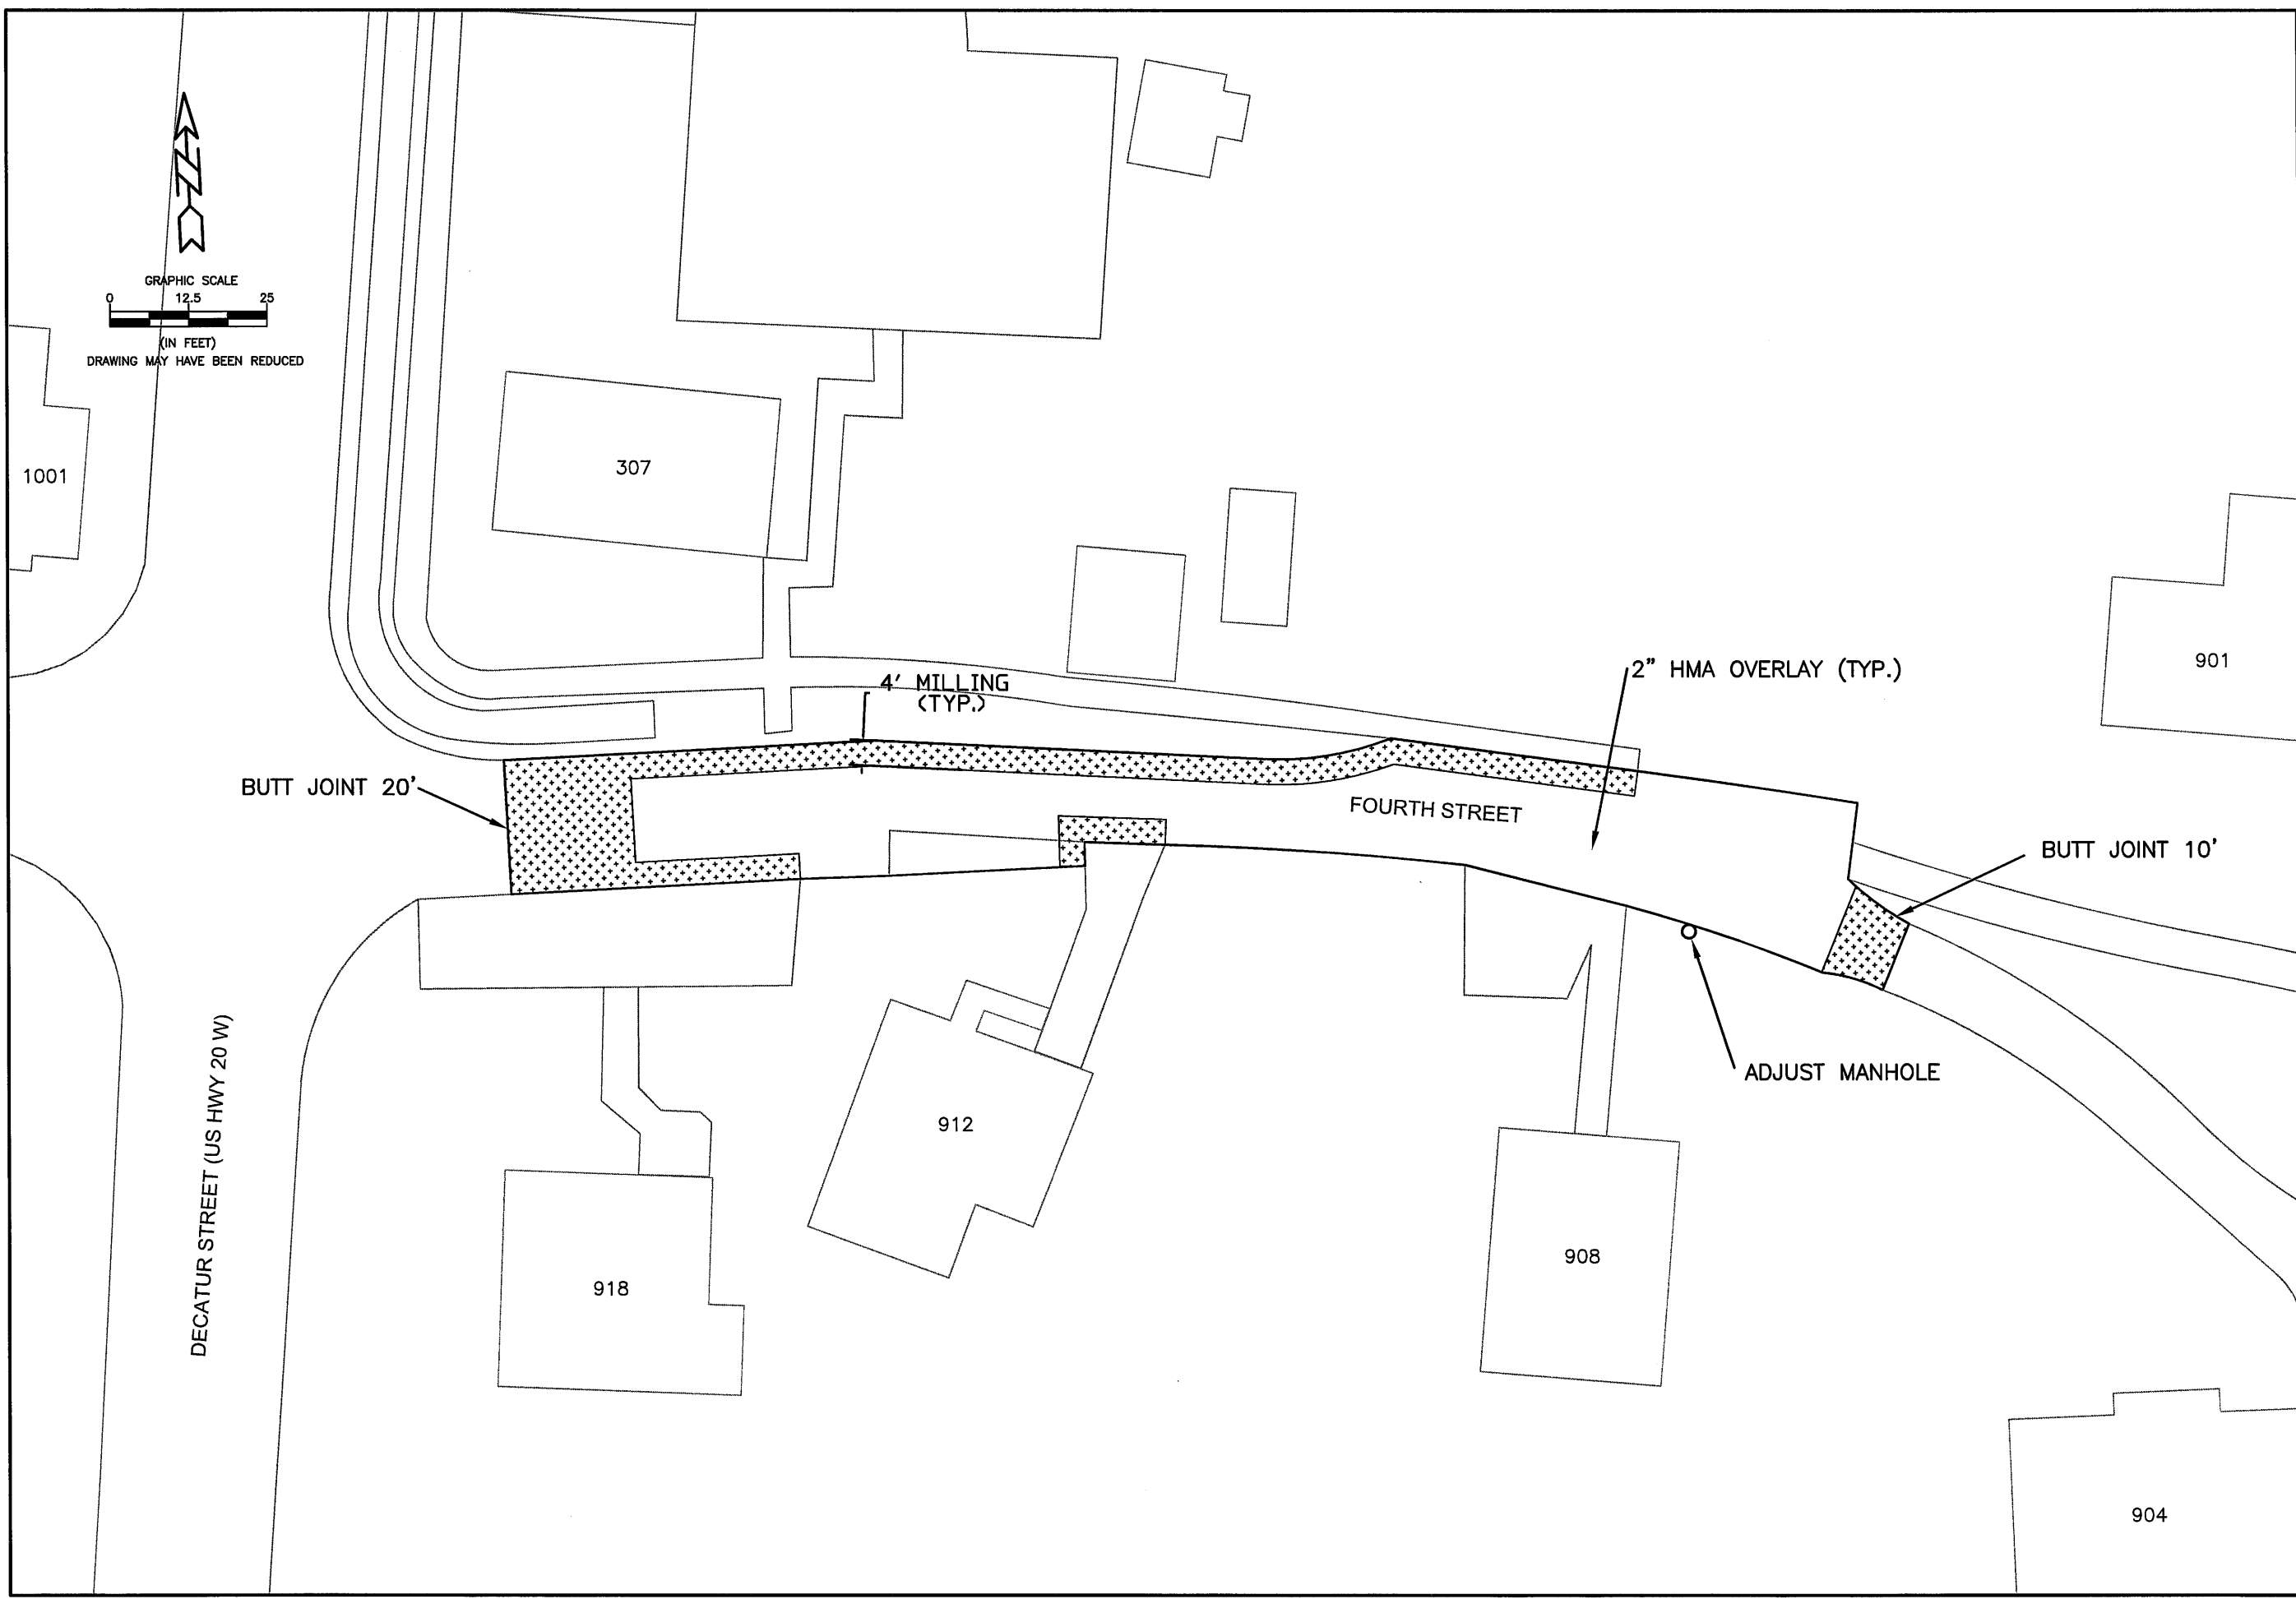 N
GRAPHIC SCALE
0 12.5 25
(IN FEET)
DRAWING MAY HAVE BEEN REDUCED
1001
307
901
2" HMA OVERLAY (TYP.)
4' MILLING
(TYP.)
BUTT JOINT 20'
FOURTH STREET
BUTT JOINT 10'
ADJUST MANHOLE
DECATUR STREET (US HWY 20 W)
912
908
918
904